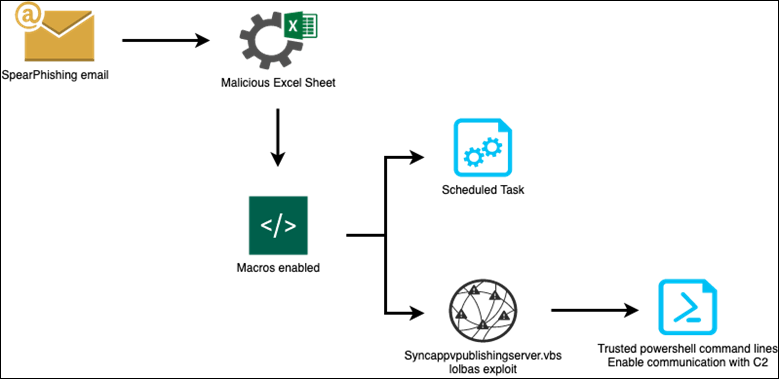 @
SpearPhishing email
X
Malicious Excel Sheet
</>
Macros enabled
Scheduled Task
Syncappvpublishingserver.vbs
lolbas exploit
Trusted powershell command lines
Enable communication with C2